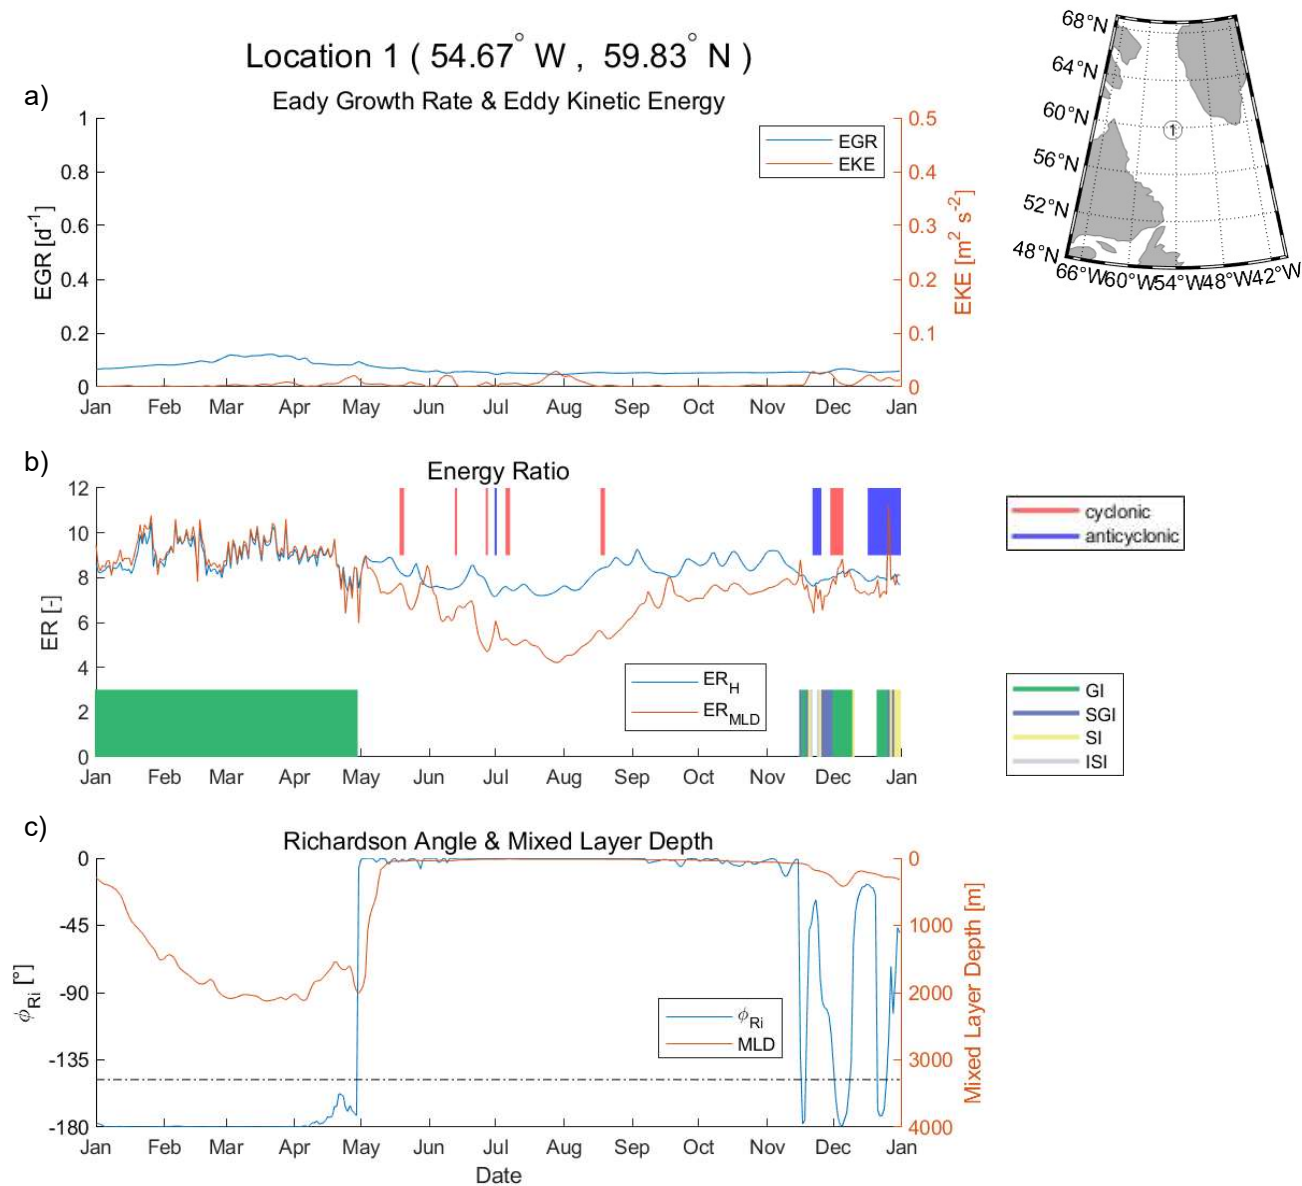 Location 1 ( 54.67° W , 59.83° N )
a)
Eady Growth Rate & Eddy Kinetic Energy
EGR [d⁻¹]
1
0.8
0.6
0.4
0.2
0
EGR
EKE
0.5
0.4
0.3
0.2
0.1
0
EKE [m² s⁻²]
Jan Feb Mar Apr May Jun Jul Aug Sep Oct Nov Dec Jan
68°N
64°N
60°N
56°N
52°N
48°N
1
66°W 60°W 54°W 48°W 42°W
b)
Energy Ratio
ER [-]
12
10
8
6
4
2
0
ER_H
ER_MLD
Jan Feb Mar Apr May Jun Jul Aug Sep Oct Nov Dec Jan
cyclonic
anticyclonic
GI
SGI
SI
ISI
c)
Richardson Angle & Mixed Layer Depth
ϕ_Ri [°]
0
-45
-90
-135
-180
ϕ_Ri
MLD
0
1000
2000
3000
4000
Mixed Layer Depth [m]
Jan Feb Mar Apr May Jun Jul Aug Sep Oct Nov Dec Jan
Date